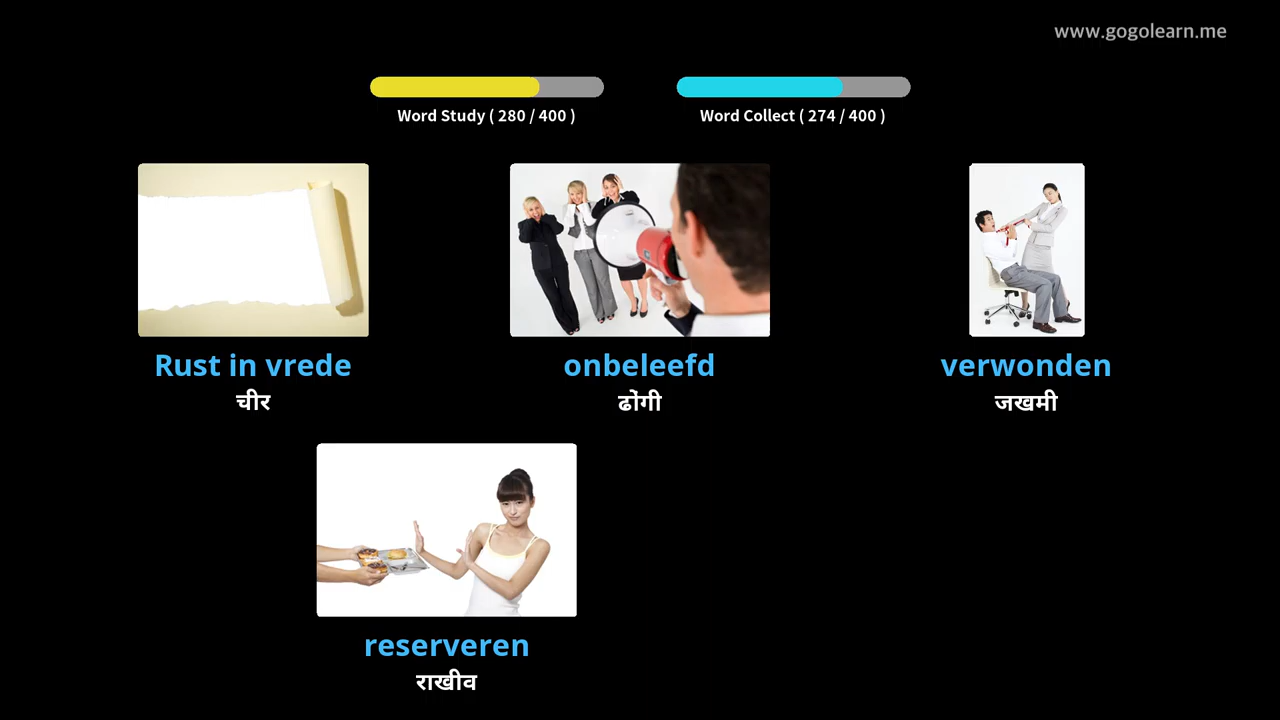 www.gogolearn.me
Word Study ( 280 / 400 )
Word Collect ( 274 / 400 )
Rust in vrede
चीर
onbeleefd
ढोंगी
verwonden
जखमी
reserveren
राखीव